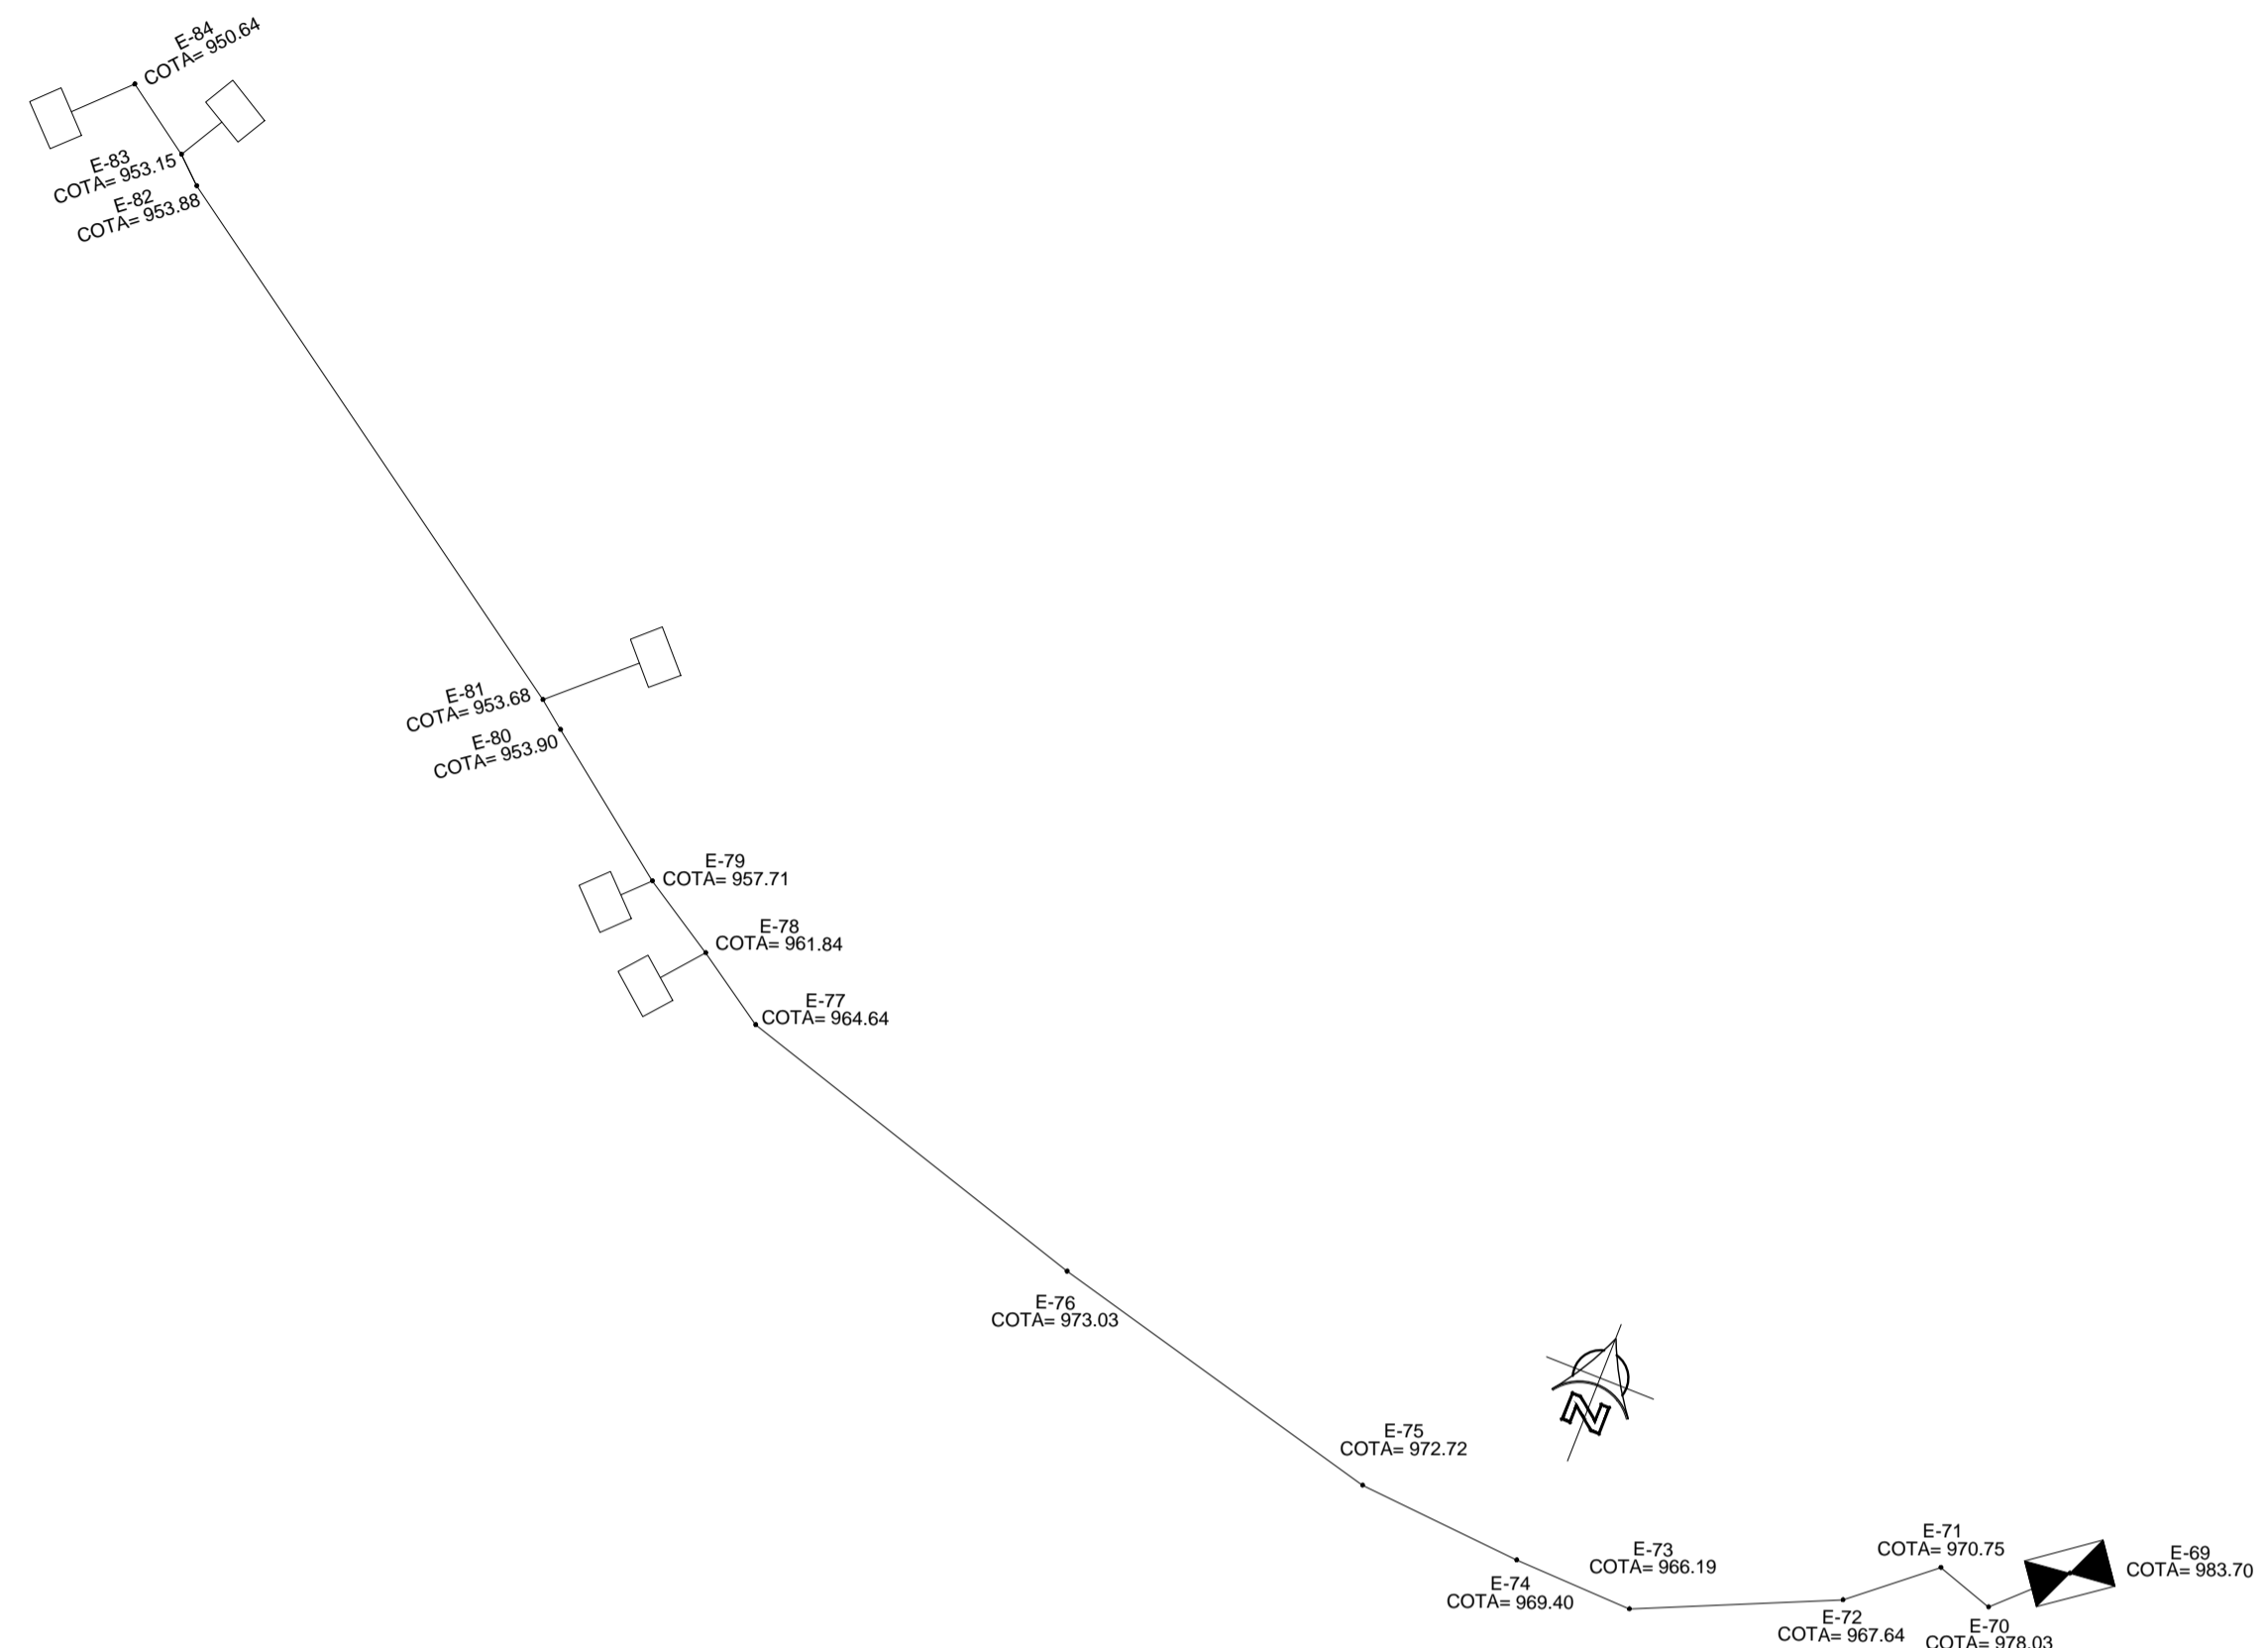 E-84
COTA= 950.64
E-83
COTA= 953.15
E-82
COTA= 953.88
E-81
COTA= 953.68
E-80
COTA= 953.90
E-79
COTA= 957.71
E-78
COTA= 961.84
E-77
COTA= 964.64
E-76
COTA= 973.03
N
E-75
COTA= 972.72
E-74
COTA= 969.40
E-73
COTA= 966.19
E-72
COTA= 967.64
E-71
COTA= 970.75
E-70
COTA= 978.03
E-69
COTA= 983.70